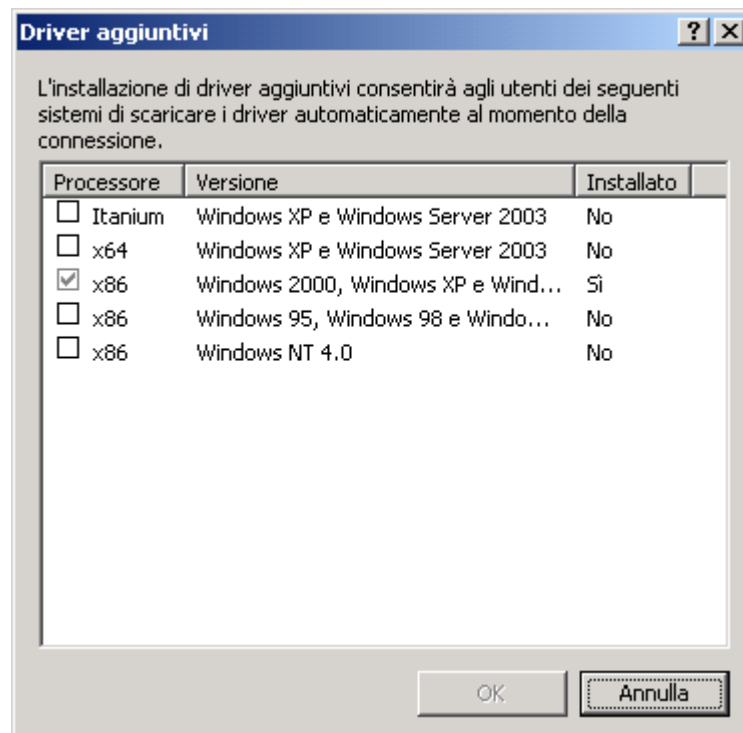 Driver aggiuntivi
L'installazione di driver aggiuntivi consentirà agli utenti dei seguenti
sistemi di scaricare i driver automaticamente al momento della
connessione.
Processore Versione Installato
Itanium Windows XP e Windows Server 2003 No
x64 Windows XP e Windows Server 2003 No
x86 Windows 2000, Windows XP e Wind... Sì
x86 Windows 95, Windows 98 e Windo... No
x86 Windows NT 4.0 No
OK Annulla